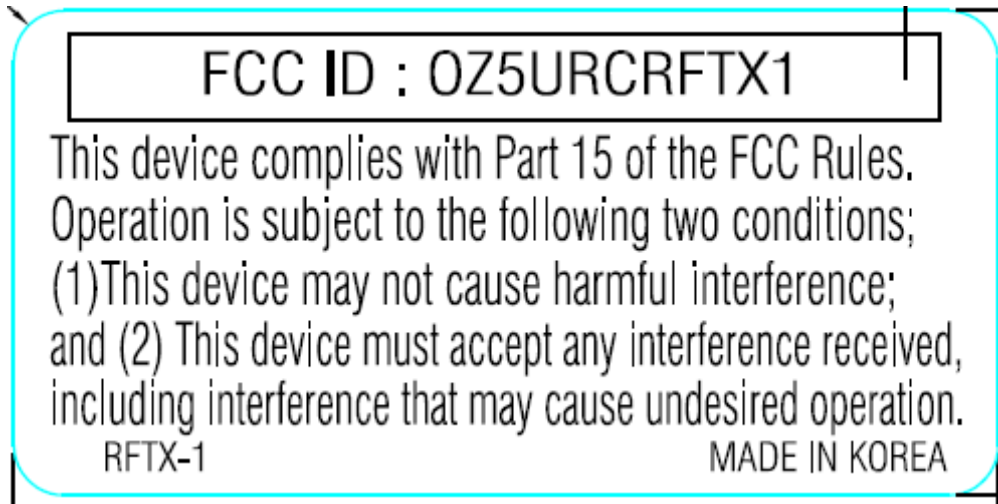 FCC ID : OZ5URCRFTX1
This device complies with Part 15 of the FCC Rules.
Operation is subject to the following two conditions;
(1)This device may not cause harmful interference;
and (2) This device must accept any interference received,
including interference that may cause undesired operation.
RFTX-1 MADE IN KOREA